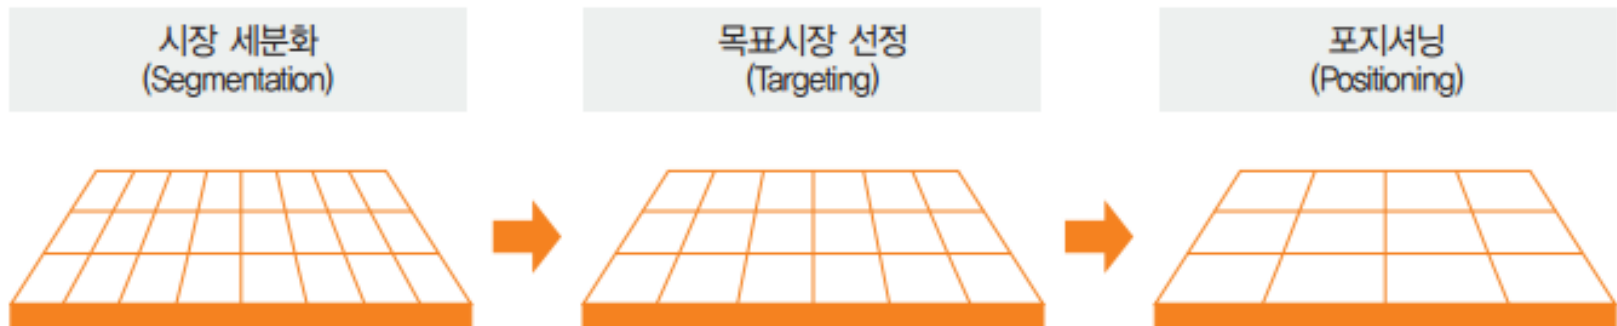 시장 세분화
(Segmentation)
목표시장 선정
(Targeting)
포지셔닝
(Positioning)